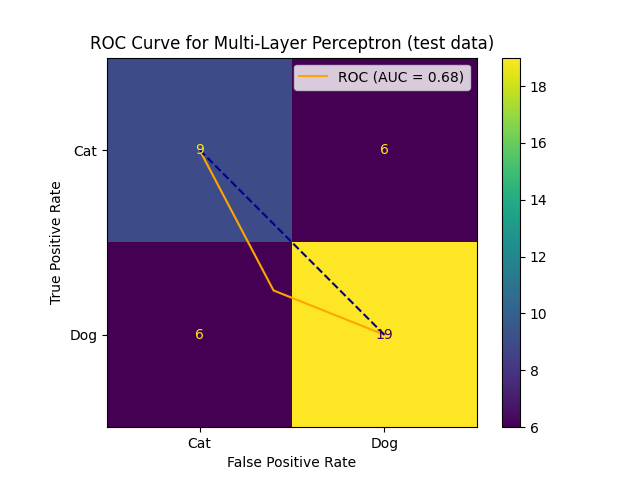 ROC Curve for Multi-Layer Perceptron (test data)
ROC (AUC = 0.68)
True Positive Rate
Cat
9
6
Dog
6
19
Cat
Dog
False Positive Rate
18
16
14
12
10
8
6